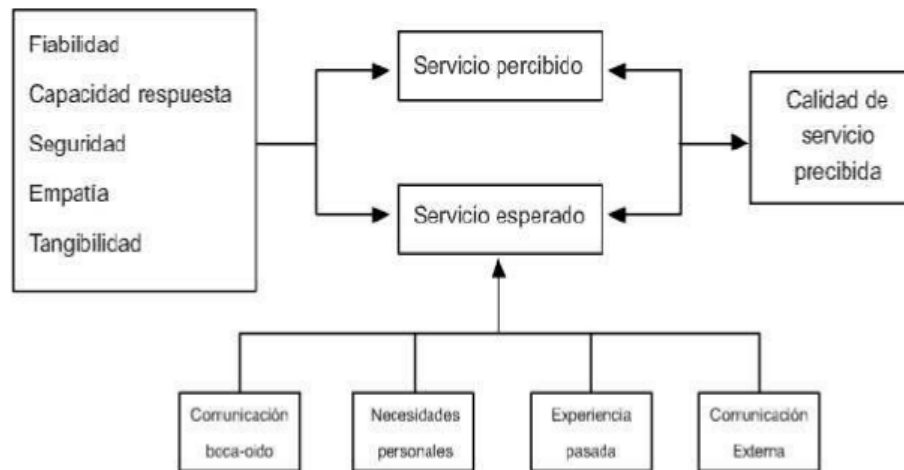 Fiabilidad
Capacidad respuesta
Seguridad
Empatía
Tangibilidad
Servicio percibido
Servicio esperado
Calidad de
servicio
precibida
Comunicación
boca-oido
Necesidades
personales
Experiencia
pasada
Comunicación
Externa